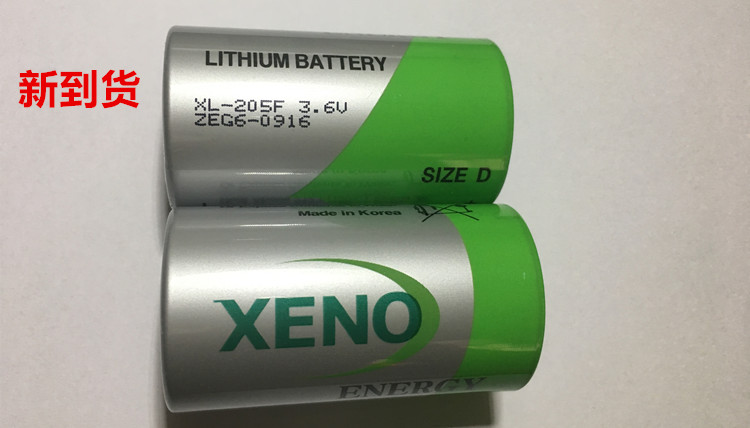 新到货
LITHIUM BATTERY
XL-205F 3.6V
ZEG6-0916
SIZE D
Made in Korea
XENO
ENERGY